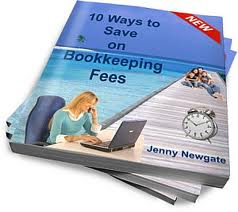 NEW
10 Ways to
Save
on
Bookkeeping
Fees
Jenny Newgate